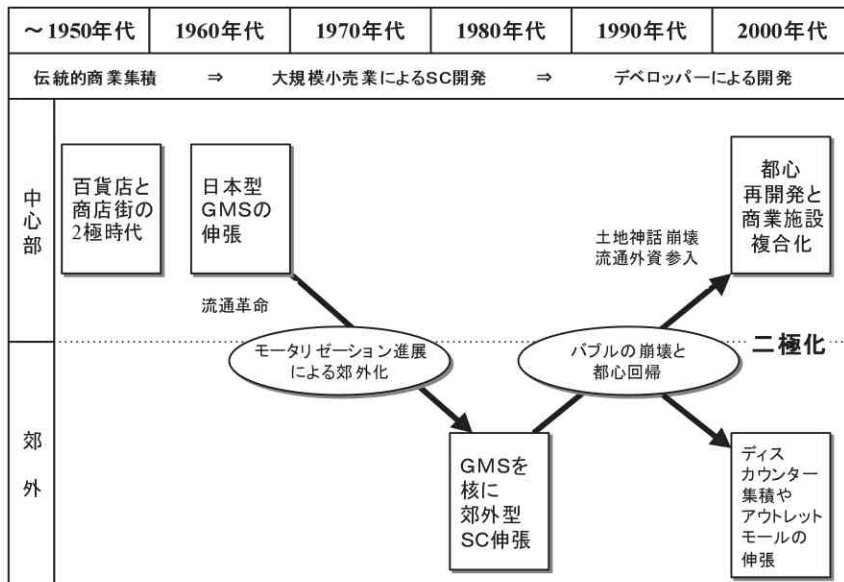 ～1950年代 1960年代 1970年代 1980年代 1990年代 2000年代
伝統的商業集積 ⇒ 大規模小売業によるSC開発 ⇒ デベロッパーによる開発
中心部
百貨店と
商店街の
2極時代
日本型
GMSの
伸張
流通革命
土地神話崩壊
流通外資参入
都心
再開発と
商業施設
複合化
モータリゼーション進展
による郊外化
バブルの崩壊と
都心回帰
二極化
郊外
GMSを
核に
郊外型
SC伸張
ディス
カウンター
集積や
アウトレット
モールの
伸張